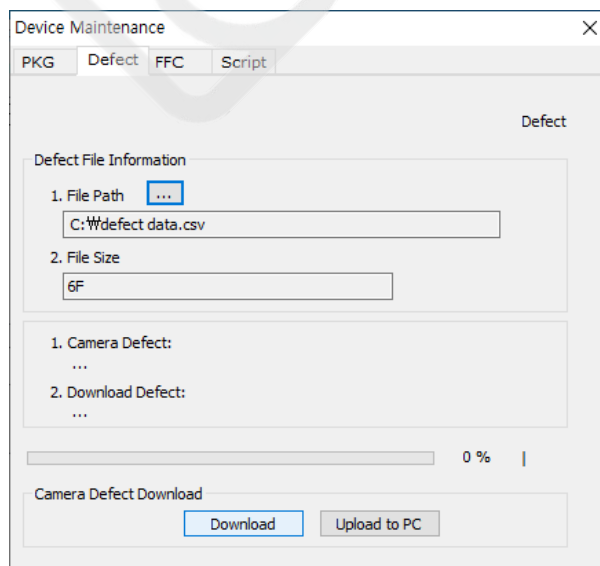 Device Maintenance
PKG Defect FFC Script
Defect
Defect File Information
1. File Path ...
C:₩defect data.csv
2. File Size
6F
1. Camera Defect:
...
2. Download Defect:
...
0 %
Camera Defect Download
Download Upload to PC